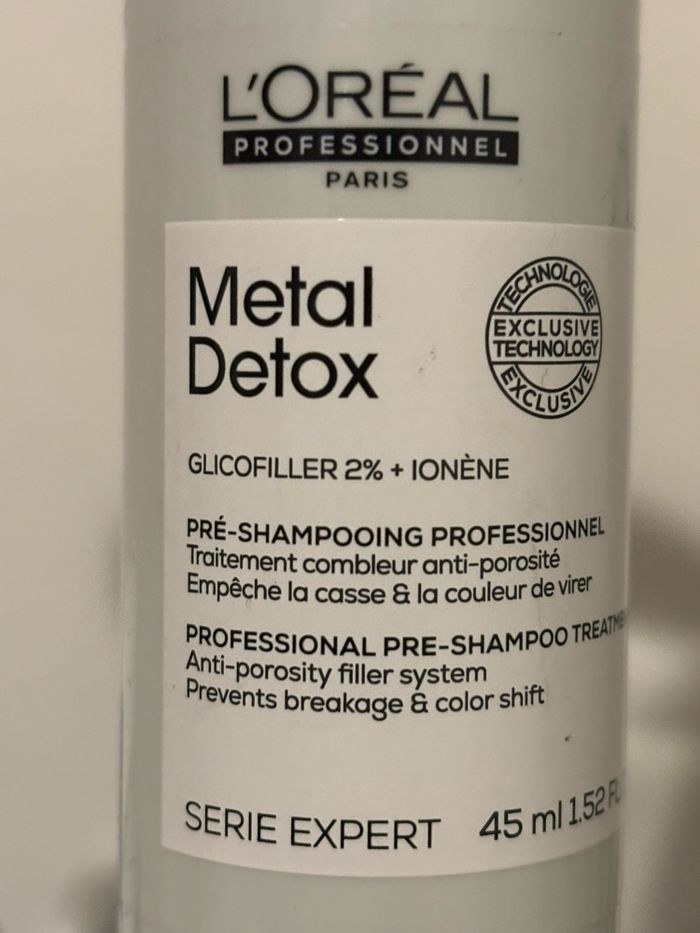 L'ORÉAL
PROFESSIONNEL
PARIS
Metal
Detox
TECHNOLOGIE
EXCLUSIVE
TECHNOLOGY
EXCLUSIVE
GLICOFILLER 2% + IONÈNE
PRÉ-SHAMPOOING PROFESSIONNEL
Traitement combleur anti-porosité
Empêche la casse & la couleur de virer
PROFESSIONAL PRE-SHAMPOO
Anti-porosity filler system
Prevents breakage & color shift
SERIE EXPERT 45 ml 1.52